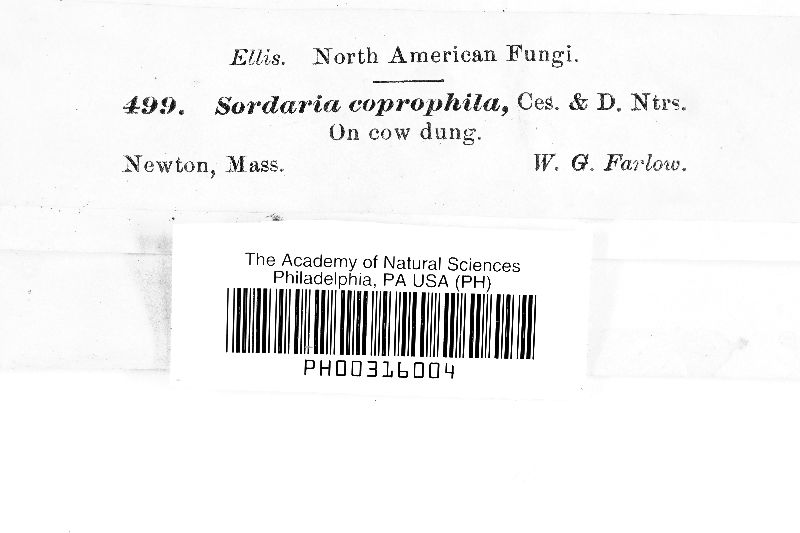 Ellis. North American Fungi.
499. Sordaria coprophila, Ces. & D. Ntrs.
On cow dung.
Newton, Mass. W. G. Farlow.
The Academy of Natural Sciences
Philadelphia, PA USA (PH)
PH00316004